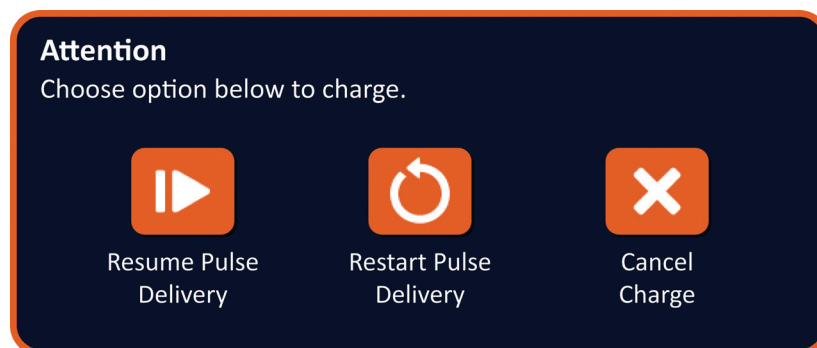 Attention
Choose option below to charge.
Resume Pulse
Delivery
Restart Pulse
Delivery
Cancel
Charge